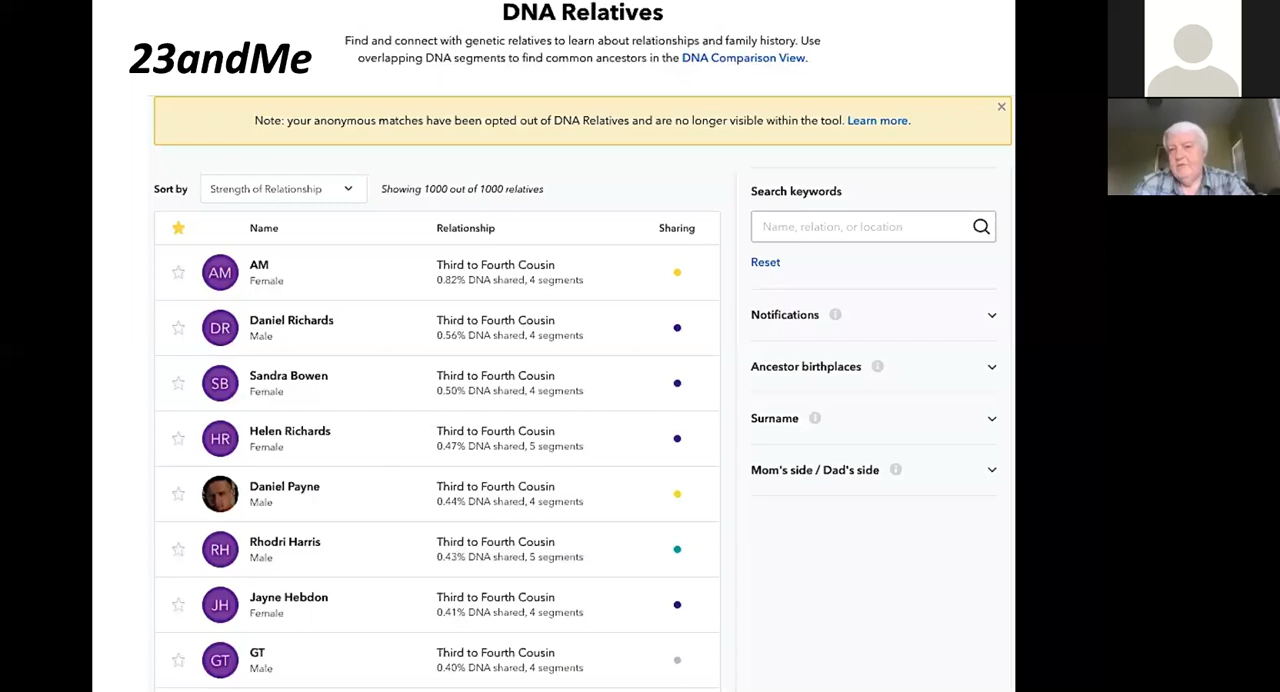 DNA Relatives
23andMe
Find and connect with genetic relatives to learn about relationships and family history. Use
overlapping DNA segments to find common ancestors in the DNA Comparison View.
Note: your anonymous matches have been opted out of DNA Relatives and are no longer visible within the tool. Learn more.
Sort by
Strength of Relationship
Showing 1000 out of 1000 relatives
Name
Relationship
Sharing
AM
AM
Female
Third to Fourth Cousin
0.82% DNA shared, 4 segments
DR
Daniel Richards
Male
Third to Fourth Cousin
0.56% DNA shared, 4 segments
SB
Sandra Bowen
Female
Third to Fourth Cousin
0.50% DNA shared, 4 segments
HR
Helen Richards
Female
Third to Fourth Cousin
0.47% DNA shared, 5 segments
Daniel Payne
Male
Third to Fourth Cousin
0.44% DNA shared, 4 segments
RH
Rhodri Harris
Male
Third to Fourth Cousin
0.43% DNA shared, 5 segments
JH
Jayne Hebdon
Female
Third to Fourth Cousin
0.41% DNA shared, 4 segments
GT
GT
Male
Third to Fourth Cousin
0.40% DNA shared, 4 segments
Search keywords
Name, relation, or location
Reset
Notifications
Ancestor birthplaces
Surname
Mom's side / Dad's side